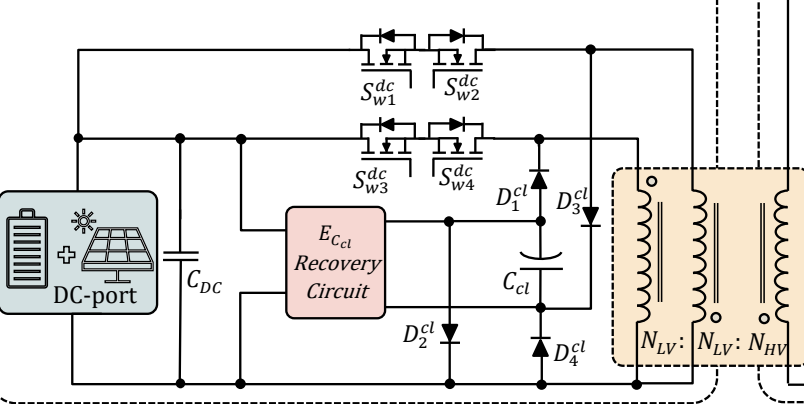 S_{w1}^{dc}
S_{w2}^{dc}
S_{w3}^{dc}
S_{w4}^{dc}
D_1^{cl}
D_3^{cl}
E_{C_{cl}}
Recovery
Circuit
C_{DC}
DC-port
C_{cl}
D_2^{cl}
D_4^{cl}
N_{LV}: N_{LV}: N_{HV}